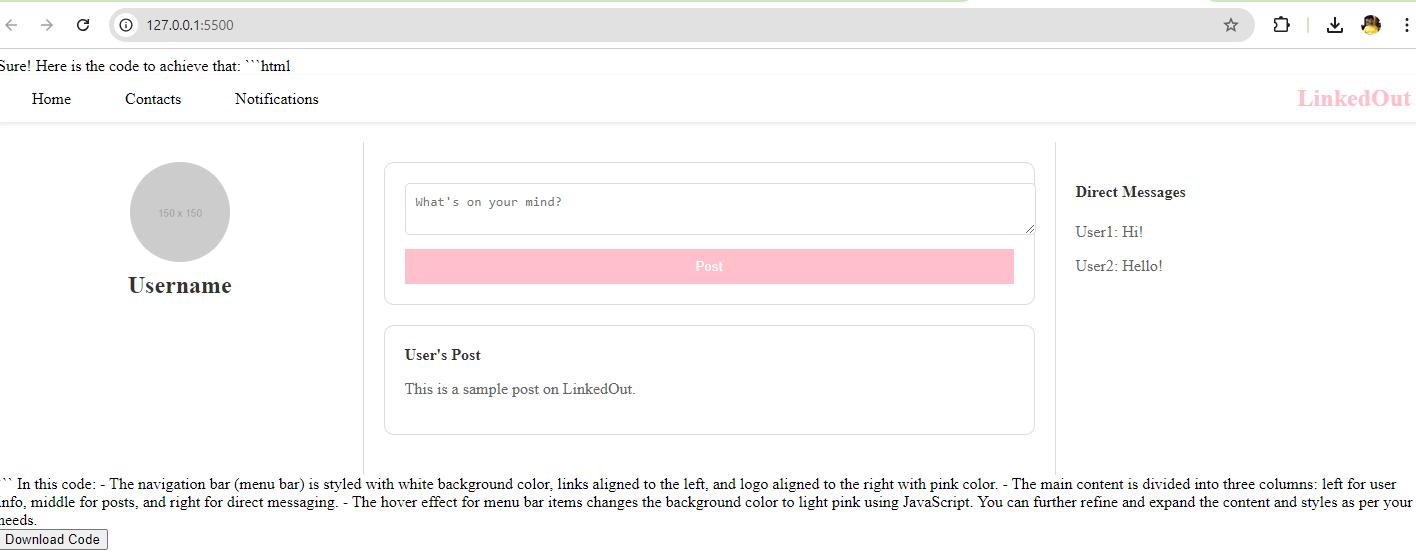 127.0.0.1:5500
Sure! Here is the code to achieve that: ```html
Home Contacts Notifications LinkedOut
150 x 150
Username
What's on your mind?
Post
User's Post
This is a sample post on LinkedOut.
Direct Messages
User1: Hi!
User2: Hello!
``` In this code: - The navigation bar (menu bar) is styled with white background color, links aligned to the left, and logo aligned to the right with pink color. - The main content is divided into three columns: left for user
info, middle for posts, and right for direct messaging. - The hover effect for menu bar items changes the background color to light pink using JavaScript. You can further refine and expand the content and styles as per your
needs.
Download Code